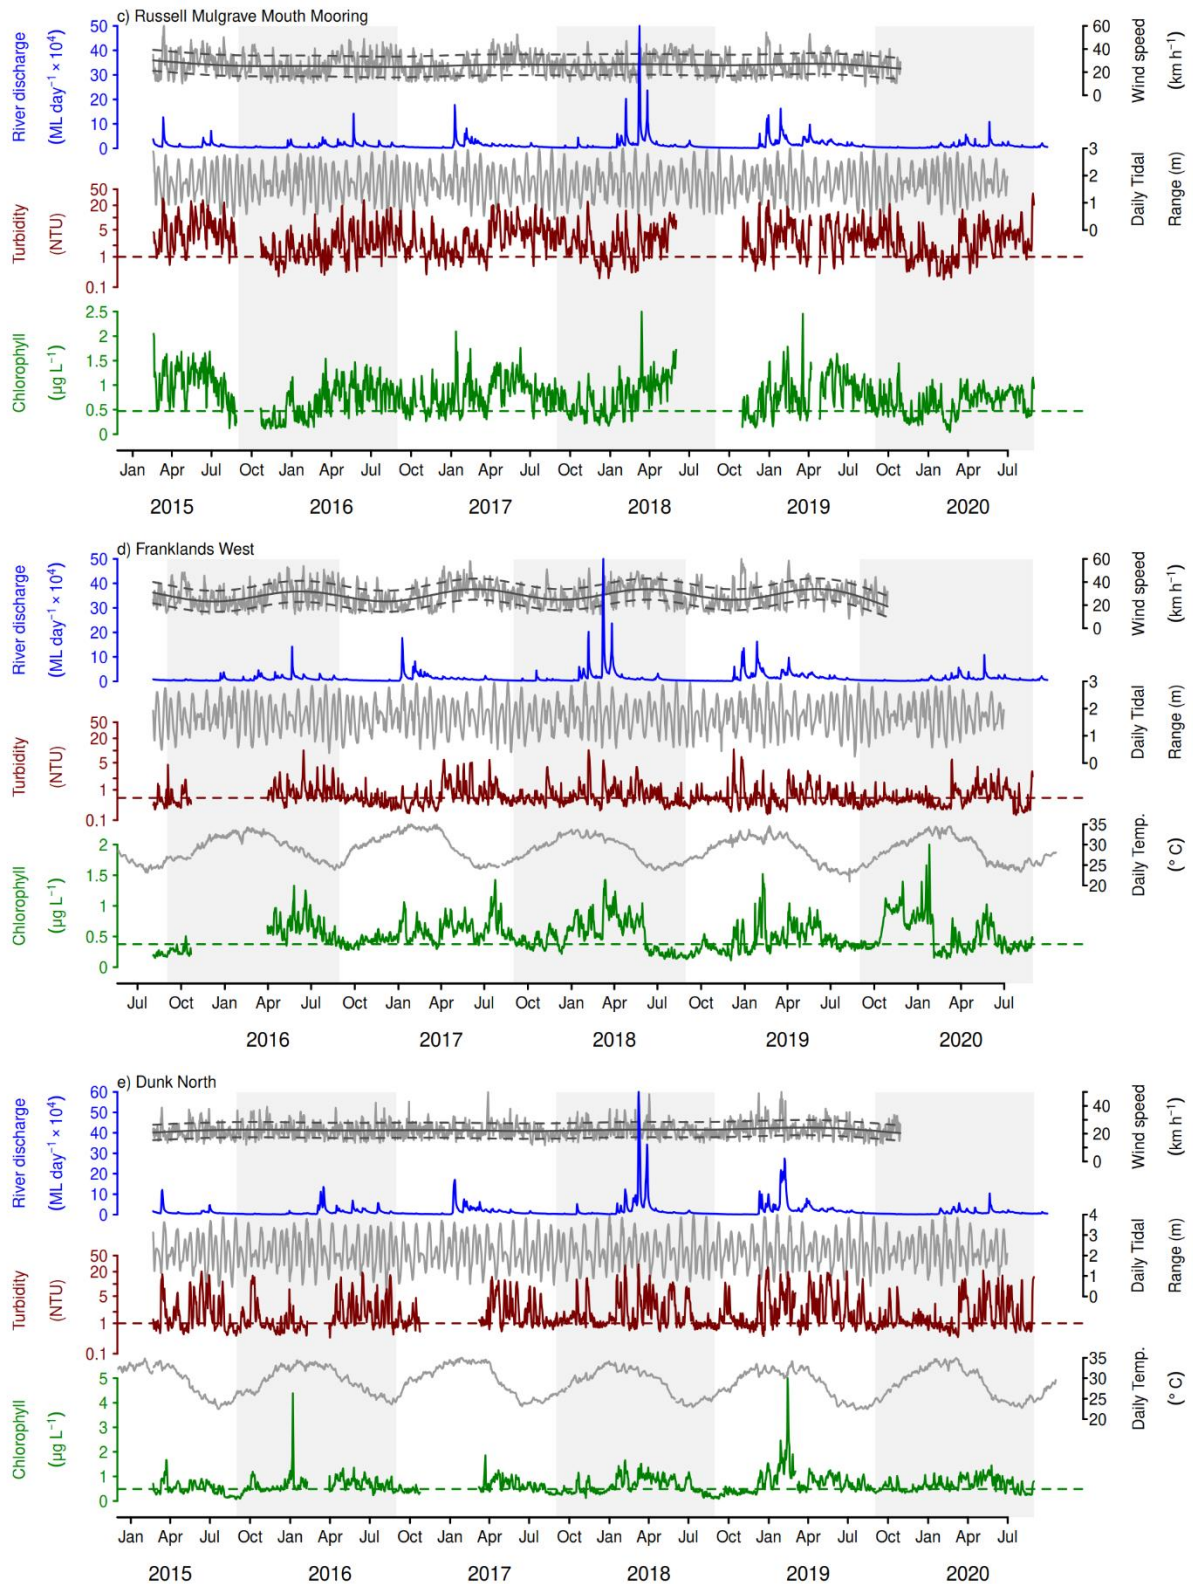 c) Russell Mulgrave Mouth Mooring
River discharge
(ML day⁻¹ × 10⁴)
50
40
30
20
10
0
60
40
20
0
Wind speed
(km h⁻¹)
3
2
1
0
Daily Tidal
Range (m)
Turbidity
(NTU)
50
20
5
1
0.1
Chlorophyll
(µg L⁻¹)
2.5
2
1.5
1
0.5
0
Jan Apr Jul Oct Jan Apr Jul Oct Jan Apr Jul Oct Jan Apr Jul Oct Jan Apr Jul Oct Jan Apr Jul
2015 2016 2017 2018 2019 2020
d) Franklands West
River discharge
(ML day⁻¹ × 10⁴)
50
40
30
20
10
0
60
40
20
0
Wind speed
(km h⁻¹)
3
2
1
0
Daily Tidal
Range (m)
Turbidity
(NTU)
50
20
5
1
0.1
35
30
25
20
Daily Temp.
(° C)
Chlorophyll
(µg L⁻¹)
2
1.5
1
0.5
0
Jul Oct Jan Apr Jul Oct Jan Apr Jul Oct Jan Apr Jul Oct Jan Apr Jul Oct Jan Apr Jul
2016 2017 2018 2019 2020
e) Dunk North
River discharge
(ML day⁻¹ × 10⁴)
60
50
40
30
20
10
0
40
20
0
Wind speed
(km h⁻¹)
4
3
2
1
0
Daily Tidal
Range (m)
Turbidity
(NTU)
50
20
5
1
0.1
35
30
25
20
Daily Temp.
(° C)
Chlorophyll
(µg L⁻¹)
5
4
3
2
1
0
Jan Apr Jul Oct Jan Apr Jul Oct Jan Apr Jul Oct Jan Apr Jul Oct Jan Apr Jul Oct Jan Apr Jul
2015 2016 2017 2018 2019 2020